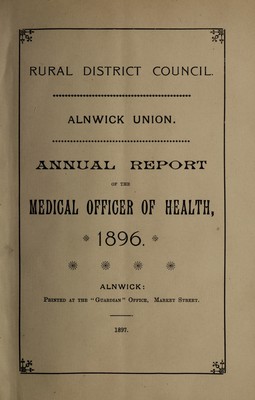 RURAL DISTRICT COUNCIL.
ALNWICK UNION.
ANNUAL REPORT
OF THE
MEDICAL OFFICER OF HEALTH,
1896.
ALNWICK:
PRINTED AT THE "GUARDIAN" OFFICE, MARKET STREET.
1897.